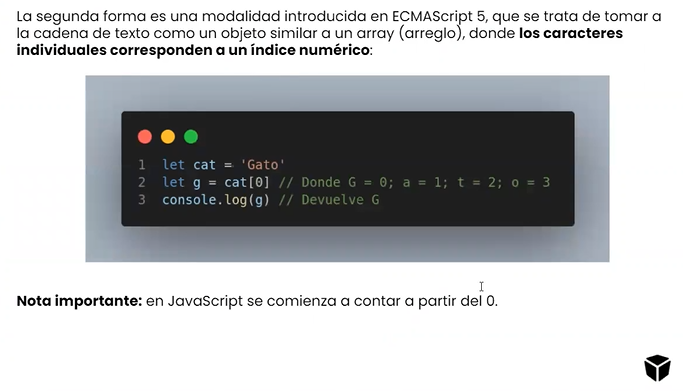 La segunda forma es una modalidad introducida en ECMAScript 5, que se trata de tomar a
la cadena de texto como un objeto similar a un array (arreglo), donde los caracteres
individuales corresponden a un índice numérico:
1 let cat = 'Gato'
2 let g = cat[0] // Donde G = 0; a = 1; t = 2; o = 3
3 console.log(g) // Devuelve G
Nota importante: en JavaScript se comienza a contar a partir del 0.